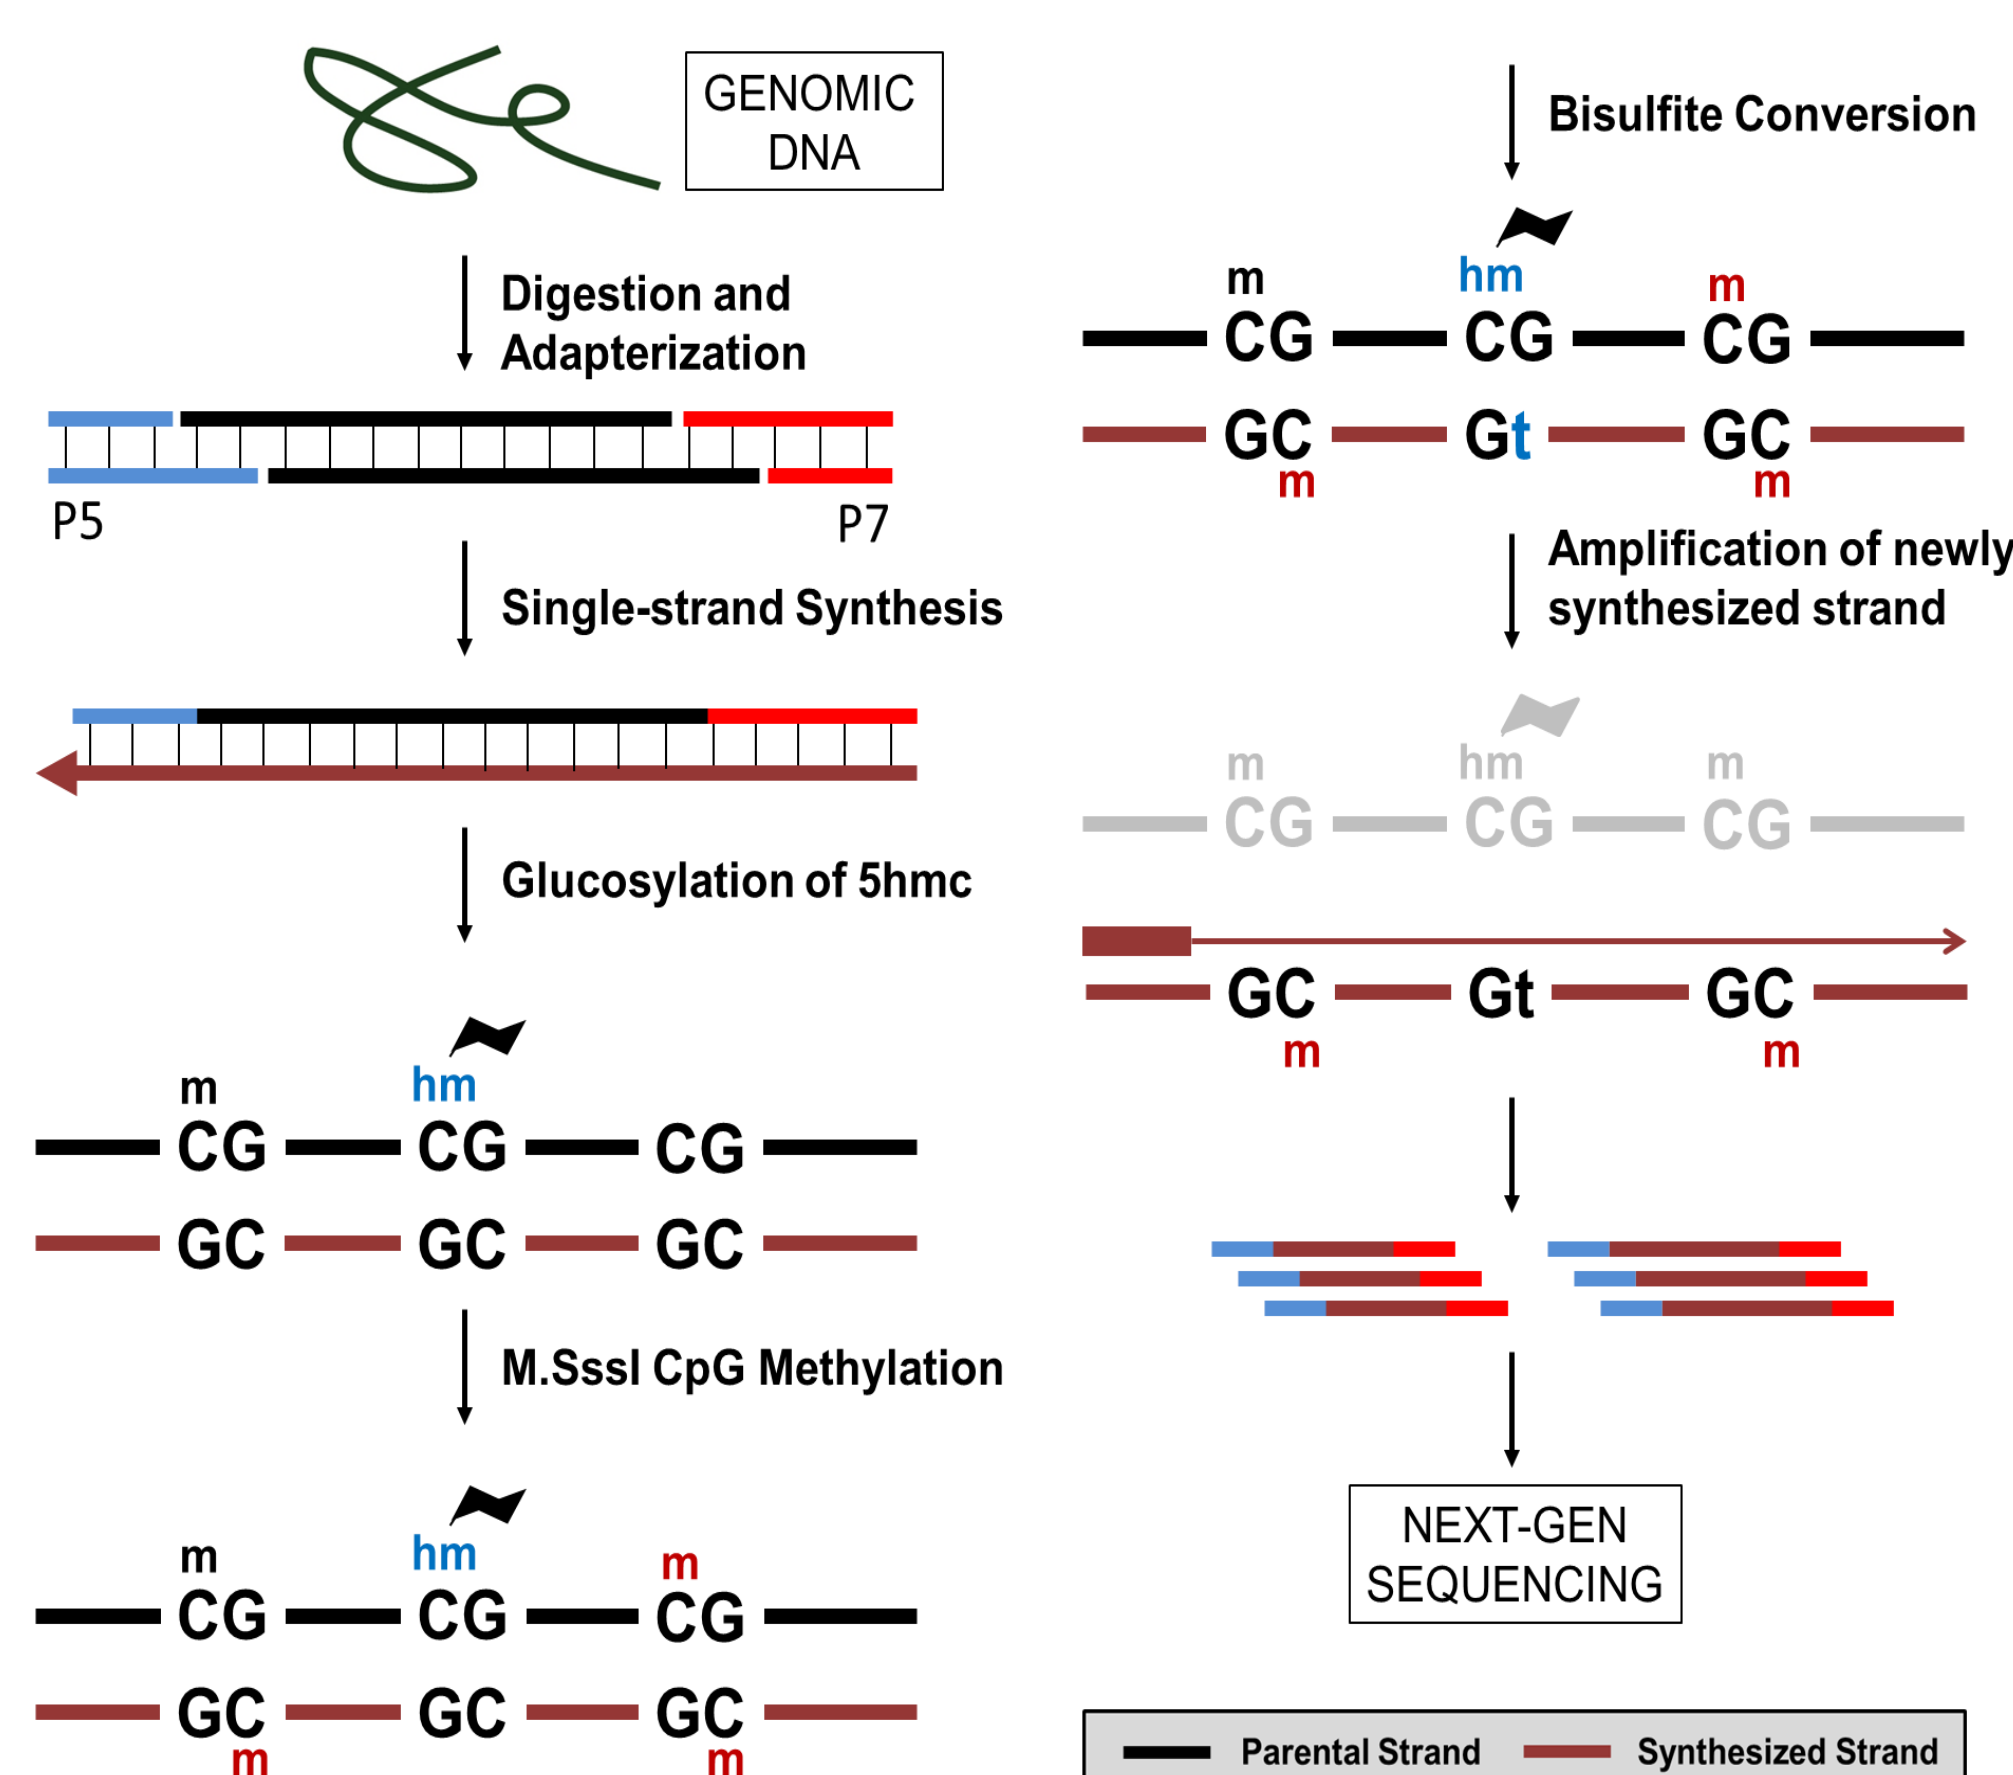 GENOMIC
DNA
Digestion and
Adapterization
P5
P7
Single-strand Synthesis
Glucosylation of 5hmc
m
hm
CG
CG
CG
GC
GC
GC
M.SssI CpG Methylation
m
hm
m
CG
CG
CG
GC
GC
GC
m
m
Bisulfite Conversion
m
hm
m
CG
CG
CG
GC
Gt
GC
m
m
Amplification of newly
synthesized strand
m
hm
m
CG
CG
CG
GC
Gt
GC
m
m
NEXT-GEN
SEQUENCING
Parental Strand
Synthesized Strand